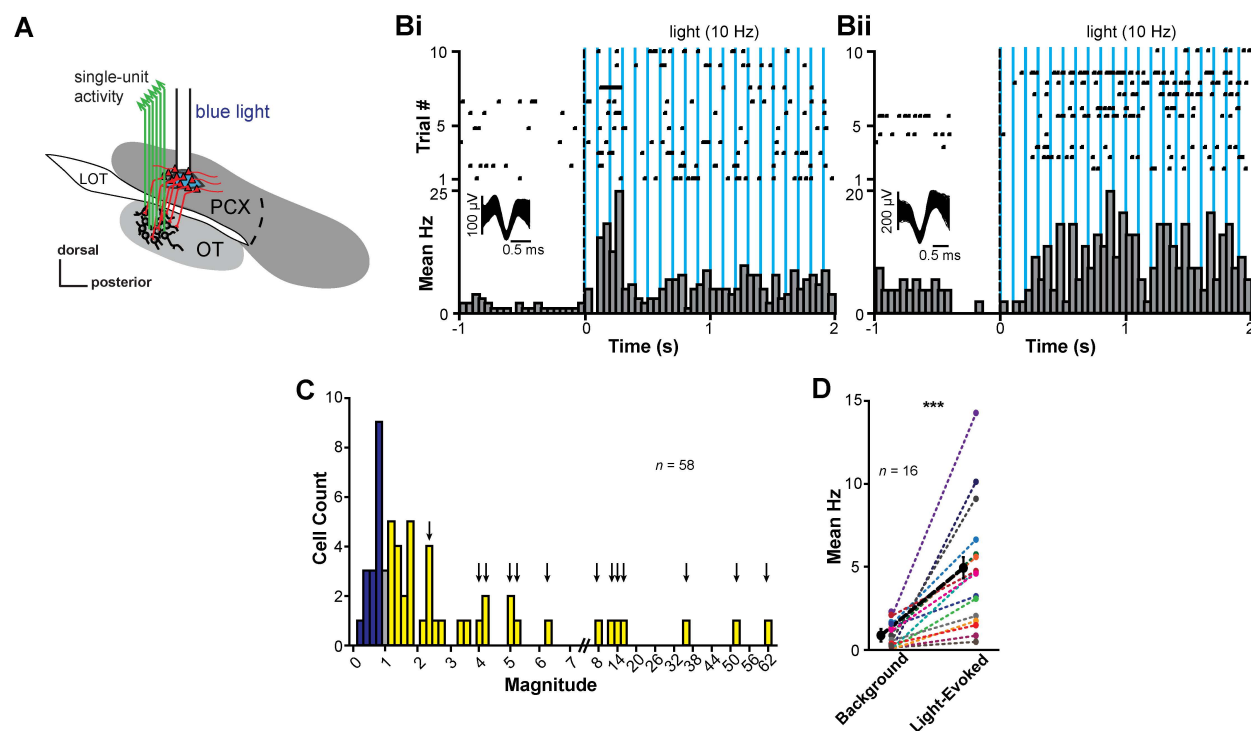 A
single-unit
activity
blue light
LOT
PCX
OT
dorsal
posterior
Bi
light (10 Hz)
10
5
1
Trial #
25
0
Mean Hz
100 µV
0.5 ms
-1 0 1 2
Time (s)
Bii
light (10 Hz)
10
5
1
20
0
200 µV
0.5 ms
-1 0 1 2
Time (s)
C
10
8
6
4
2
0
Cell Count
n = 58
0 1 2 3 4 5 6 7 // 8 14 20 26 32 38 44 50 56 62
Magnitude
D
15
10
5
0
Mean Hz
***
n = 16
Background
Light-Evoked